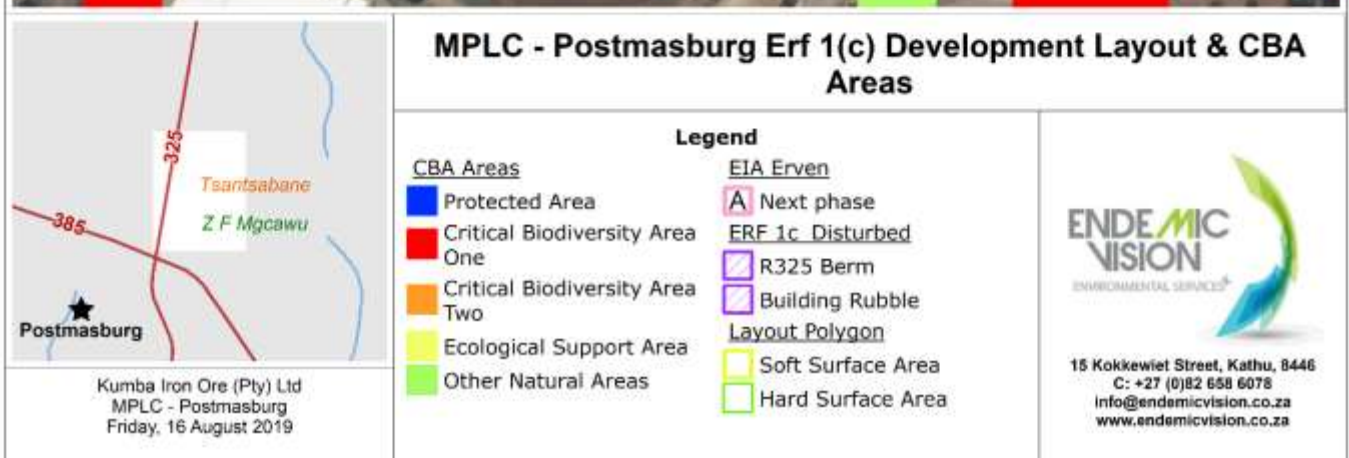 MPLC - Postmasburg Erf 1(c) Development Layout & CBA
Areas
325
Tsantsabane
385
Z F Mgcawu
Postmasburg
Kumba Iron Ore (Pty) Ltd
MPLC - Postmasburg
Friday, 16 August 2019
Legend
CBA Areas
Protected Area
Critical Biodiversity Area
One
Critical Biodiversity Area
Two
Ecological Support Area
Other Natural Areas
EIA Erven
A Next phase
ERF 1c Disturbed
R325 Berm
Building Rubble
Layout Polygon
Soft Surface Area
Hard Surface Area
ENDEMIC
VISION
ENVIRONMENTAL SERVICES
15 Kokkewiet Street, Kathu, 8446
C: +27 (0)82 658 6078
info@endemicvision.co.za
www.endemicvision.co.za